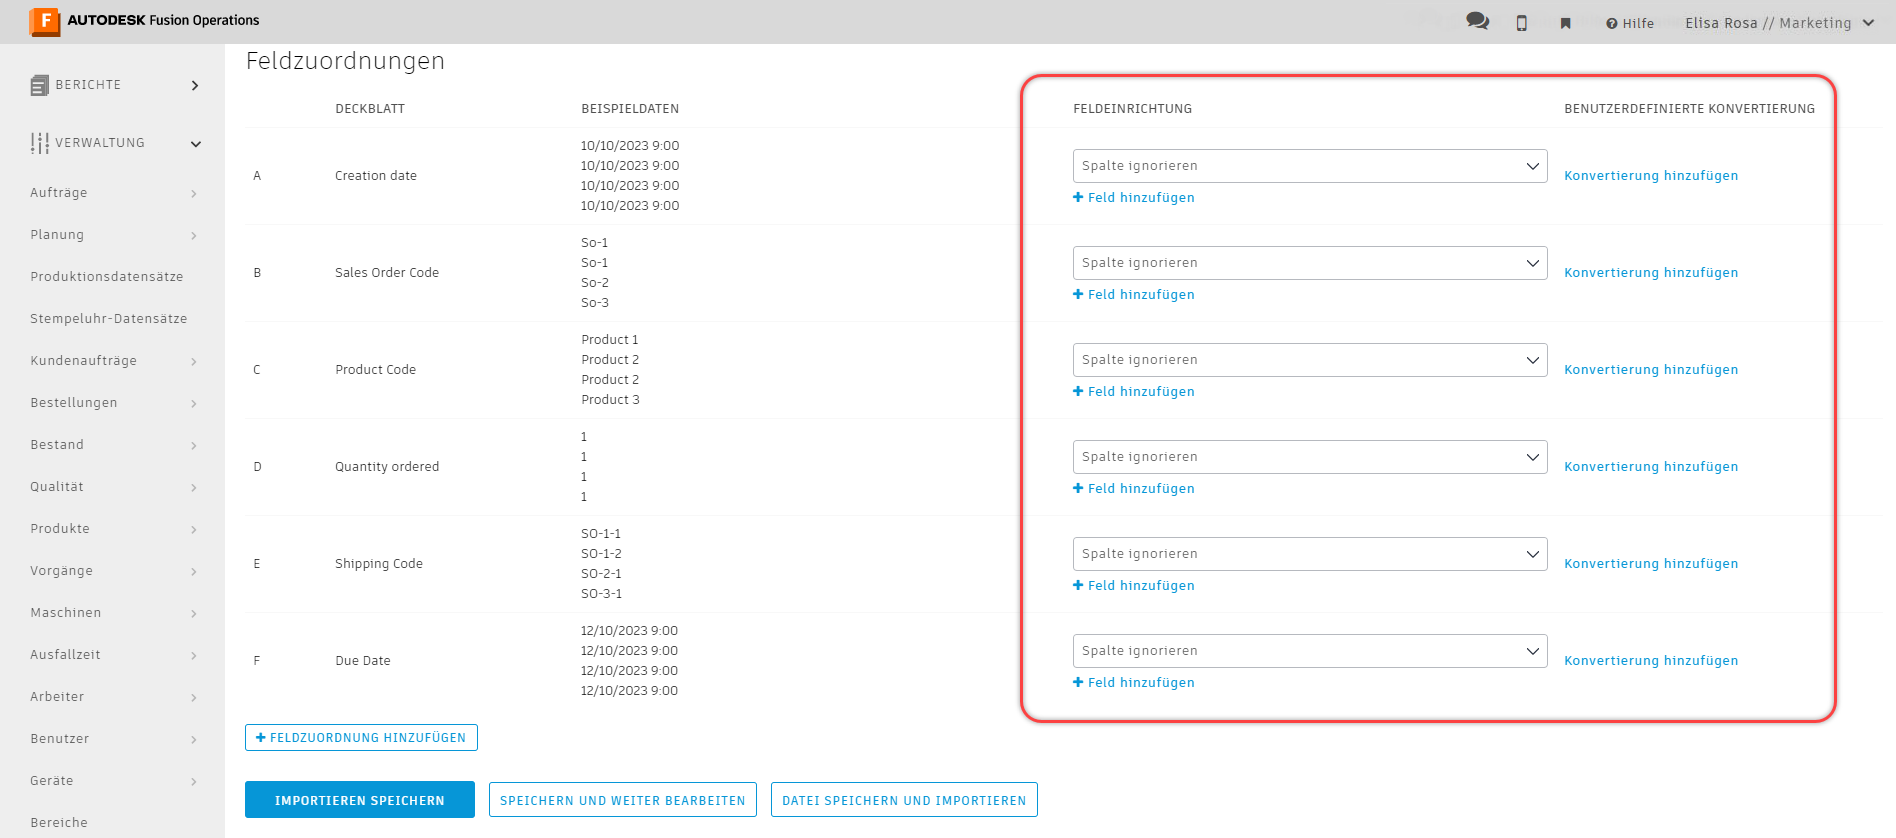 AUTODESK Fusion Operations
Hilfe
Elisa Rosa // Marketing
BERICHTE
VERWALTUNG
Aufträge
Planung
Produktionsdatensätze
Stempeluhr-Datensätze
Kundenaufträge
Bestellungen
Bestand
Qualität
Produkte
Vorgänge
Maschinen
Ausfallzeit
Arbeiter
Benutzer
Geräte
Bereiche
Feldzuordnungen
DECKBLATT BEISPIELDATEN FELDEINRICHTUNG BENUTZERDEFINIERTE KONVERTIERUNG
A Creation date
10/10/2023 9:00
10/10/2023 9:00
10/10/2023 9:00
10/10/2023 9:00
Spalte ignorieren
+ Feld hinzufügen
Konvertierung hinzufügen
B Sales Order Code
So-1
So-1
So-2
So-3
Spalte ignorieren
+ Feld hinzufügen
Konvertierung hinzufügen
C Product Code
Product 1
Product 2
Product 2
Product 3
Spalte ignorieren
+ Feld hinzufügen
Konvertierung hinzufügen
D Quantity ordered
1
1
1
1
Spalte ignorieren
+ Feld hinzufügen
Konvertierung hinzufügen
E Shipping Code
SO-1-1
SO-1-2
SO-2-1
SO-3-1
Spalte ignorieren
+ Feld hinzufügen
Konvertierung hinzufügen
F Due Date
12/10/2023 9:00
12/10/2023 9:00
12/10/2023 9:00
12/10/2023 9:00
Spalte ignorieren
+ Feld hinzufügen
Konvertierung hinzufügen
+ FELDZUORDNUNG HINZUFÜGEN
IMPORTIEREN SPEICHERN
SPEICHERN UND WEITER BEARBEITEN
DATEI SPEICHERN UND IMPORTIEREN